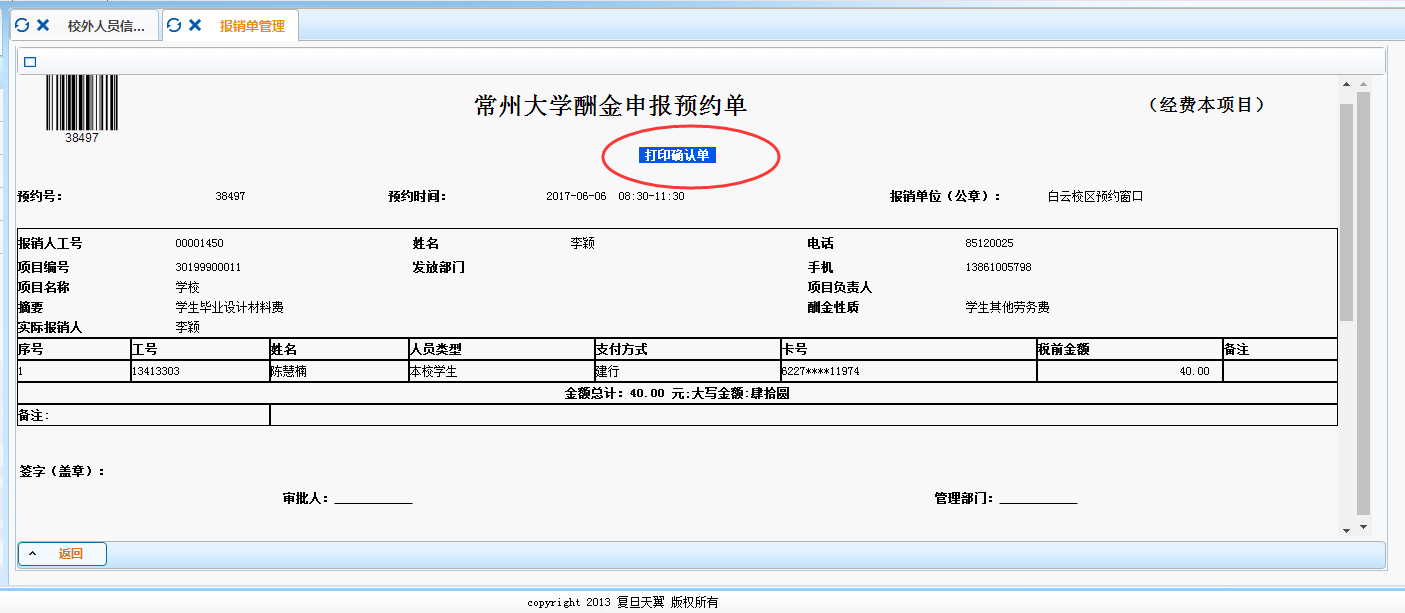 校外人员信... 报销单管理
常州大学酬金申报预约单 （经费本项目）
38497
打印确认单
预约号： 38497 预约时间： 2017-06-06 08:30-11:30 报销单位（公章）： 白云校区预约窗口
报销人工号 00001450 姓名 李颖 电话 85120025
项目编号 30199900011 发放部门 手机 13861005798
项目名称 学校 项目负责人
摘要 学生毕业设计材料费 酬金性质 学生其他劳务费
实际报销人 李颖
序号 工号 姓名 人员类型 支付方式 卡号 税前金额 备注
1 13413303 陈慧楠 本校学生 建行 6227****11974 40.00
金额总计：40.00 元;大写金额:肆拾圆
备注:
签字（盖章）：
审批人：____________ 管理部门：____________
返回
copyright 2013 复旦天翼 版权所有